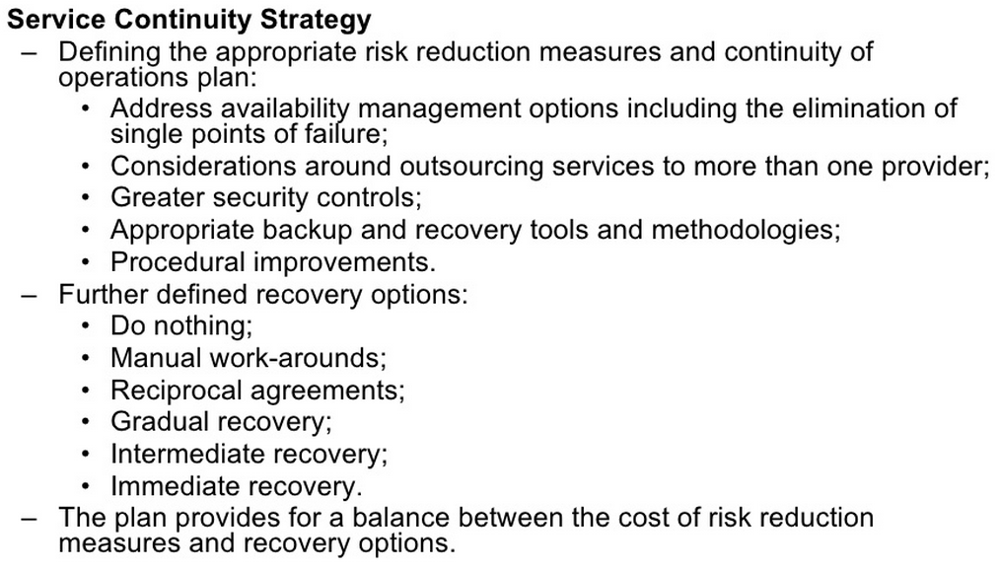 Service Continuity Strategy
– Defining the appropriate risk reduction measures and continuity of
operations plan:
• Address availability management options including the elimination of
single points of failure;
• Considerations around outsourcing services to more than one provider;
• Greater security controls;
• Appropriate backup and recovery tools and methodologies;
• Procedural improvements.
– Further defined recovery options:
• Do nothing;
• Manual work-arounds;
• Reciprocal agreements;
• Gradual recovery;
• Intermediate recovery;
• Immediate recovery.
– The plan provides for a balance between the cost of risk reduction
measures and recovery options.